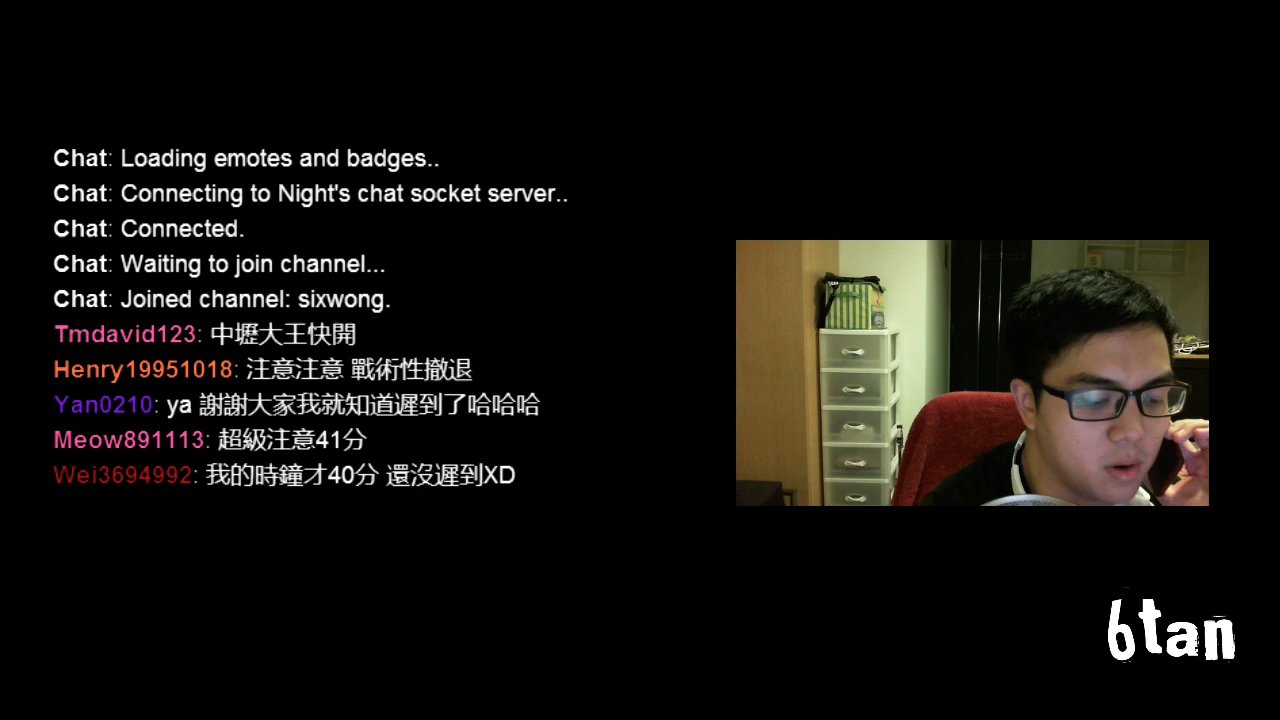 Chat: Loading emotes and badges..
Chat: Connecting to Night's chat socket server..
Chat: Connected.
Chat: Waiting to join channel...
Chat: Joined channel: sixwong.
Tmdavid123: 中壢大王快開
Henry19951018: 注意注意 戰術性撤退
Yan0210: ya 謝謝大家我就知道遲到了哈哈哈
Meow891113: 超級注意41分
Wei3694992: 我的時鐘才40分 還沒遲到XD
6tan